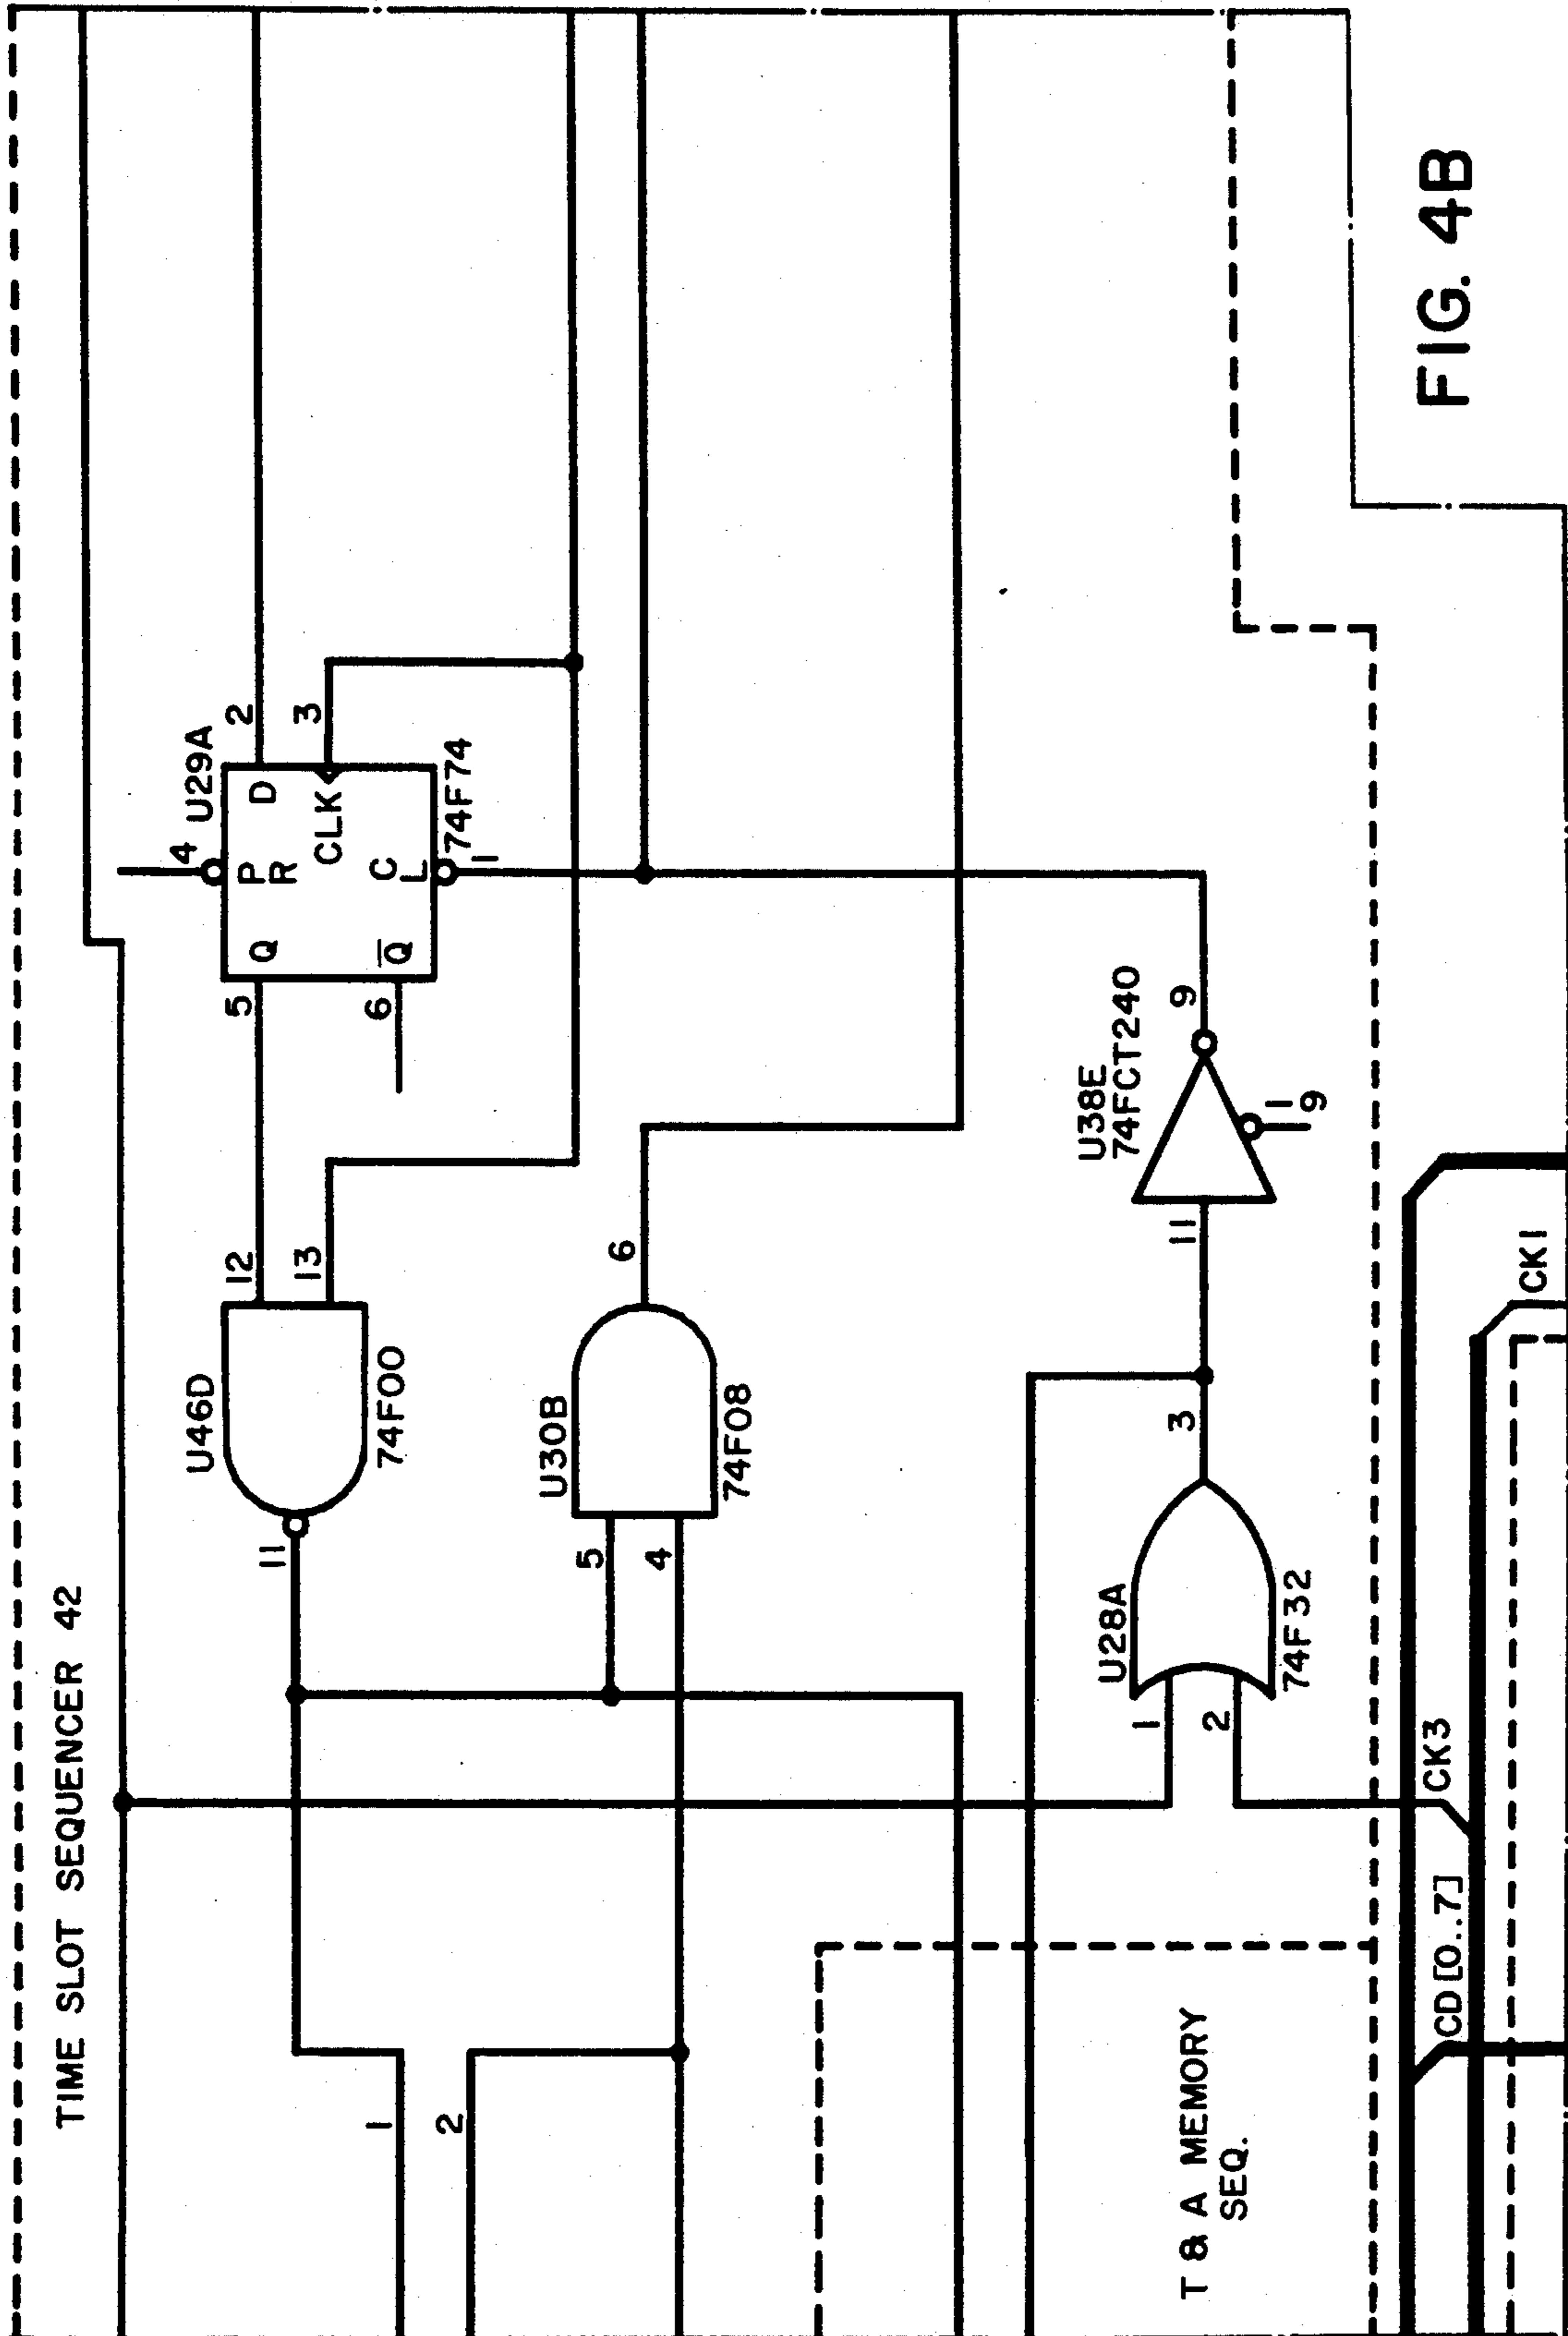 TIME SLOT SEQUENCER 42
U29A
4
2
3
D
CLK
P
R
C
L
Q
Q̅
74F74
1
5
6
12
13
U46D
74F00
11
U30B
74F08
6
5
4
U38E
74FCT240
9
1
9
11
3
U28A
74F32
1
2
1
2
T & A MEMORY
SEQ.
CK3
CD [0..7]
CK1
FIG. 4B